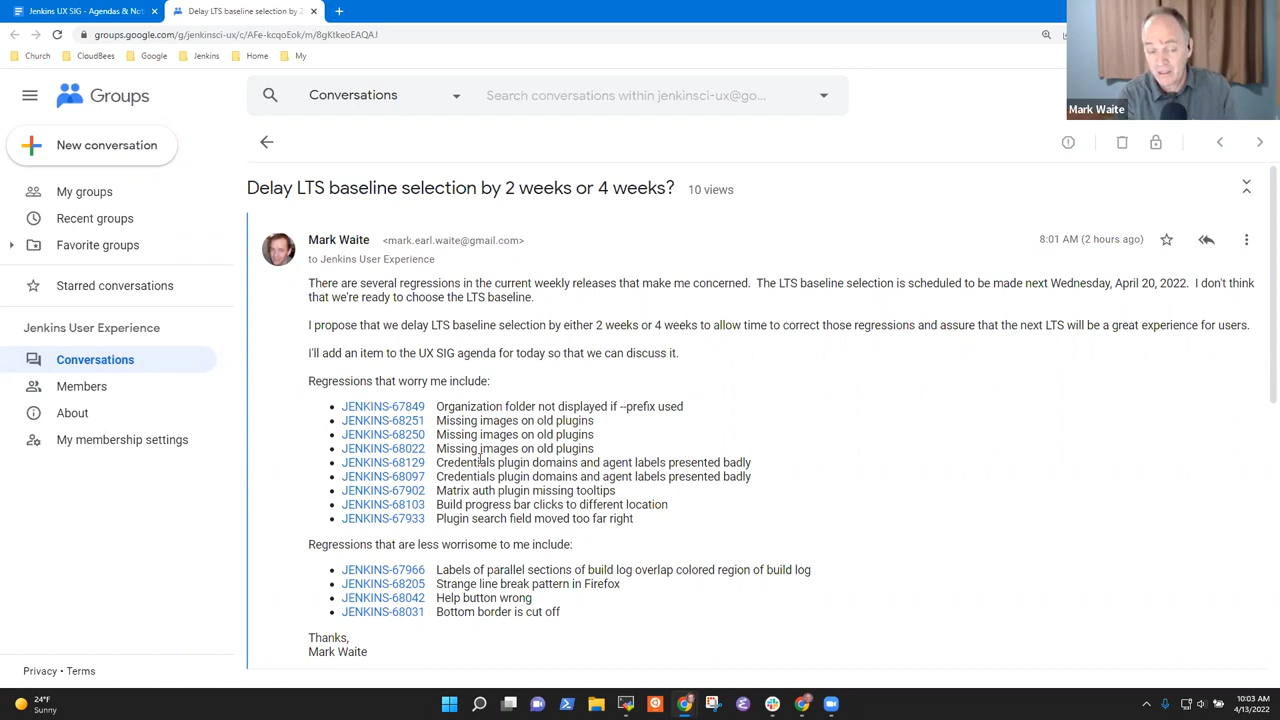 Jenkins UX SIG - Agendas & Not
Delay LTS baseline selection by 2
groups.google.com/g/jenkinsci-ux/c/AFe-kcqoEok/m/8gKtkeoEAQAJ
Church
CloudBees
Google
Jenkins
Home
My
Groups
Conversations
Search conversations within jenkinsci-ux@go...
Mark Waite
New conversation
My groups
Recent groups
Favorite groups
Starred conversations
Jenkins User Experience
Conversations
Members
About
My membership settings
Privacy • Terms
Delay LTS baseline selection by 2 weeks or 4 weeks?
10 views
Mark Waite <mark.earl.waite@gmail.com>
8:01 AM (2 hours ago)
to Jenkins User Experience
There are several regressions in the current weekly releases that make me concerned. The LTS baseline selection is scheduled to be made next Wednesday, April 20, 2022. I don't think
that we're ready to choose the LTS baseline.
I propose that we delay LTS baseline selection by either 2 weeks or 4 weeks to allow time to correct those regressions and assure that the next LTS will be a great experience for users.
I'll add an item to the UX SIG agenda for today so that we can discuss it.
Regressions that worry me include:
• JENKINS-67849 Organization folder not displayed if --prefix used
• JENKINS-68251 Missing images on old plugins
• JENKINS-68250 Missing images on old plugins
• JENKINS-68022 Missing images on old plugins
• JENKINS-68129 Credentials plugin domains and agent labels presented badly
• JENKINS-68097 Credentials plugin domains and agent labels presented badly
• JENKINS-67902 Matrix auth plugin missing tooltips
• JENKINS-68103 Build progress bar clicks to different location
• JENKINS-67933 Plugin search field moved too far right
Regressions that are less worrisome to me include:
• JENKINS-67966 Labels of parallel sections of build log overlap colored region of build log
• JENKINS-68205 Strange line break pattern in Firefox
• JENKINS-68042 Help button wrong
• JENKINS-68031 Bottom border is cut off
Thanks,
Mark Waite
24°F
Sunny
10:03 AM
4/13/2022